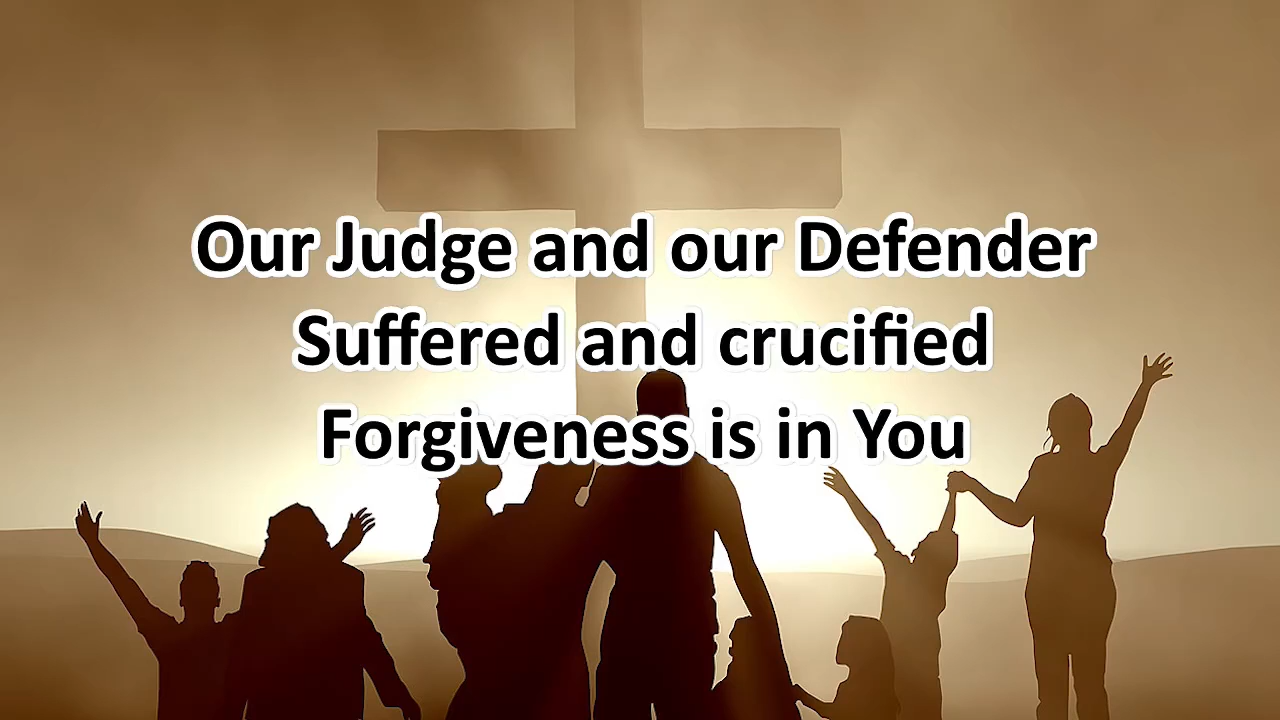 Our Judge and our Defender
Suffered and crucified
Forgiveness is in You